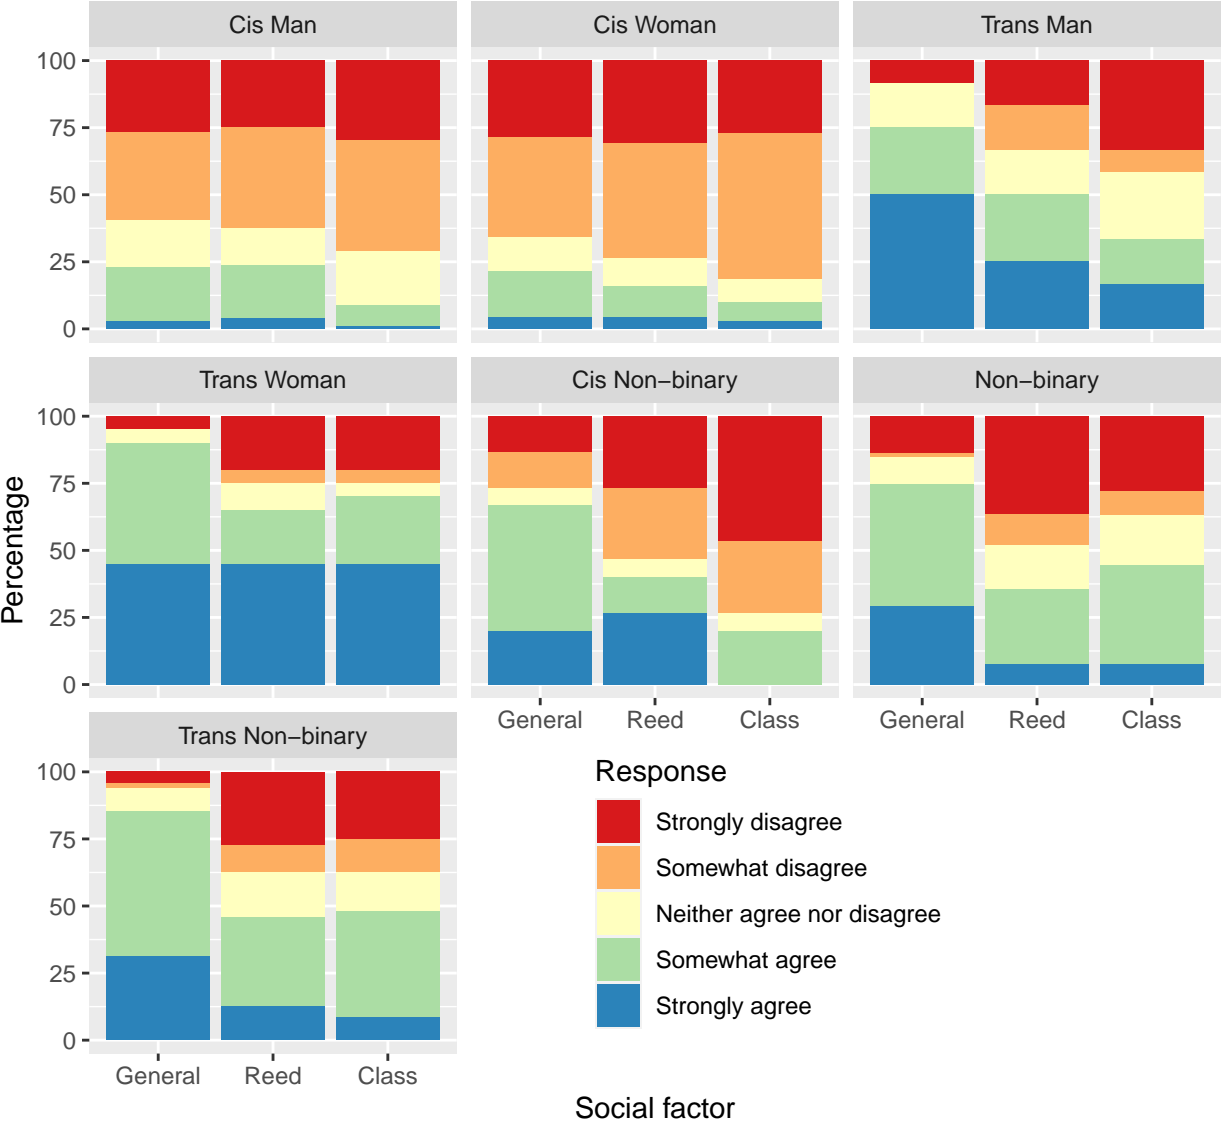 Cis Man
Cis Woman
Trans Man
100
75
50
25
0
Trans Woman
Cis Non−binary
Non−binary
100
75
50
25
0
General
Reed
Class
General
Reed
Class
Trans Non−binary
100
75
50
25
0
General
Reed
Class
Percentage
Social factor
Response
Strongly disagree
Somewhat disagree
Neither agree nor disagree
Somewhat agree
Strongly agree